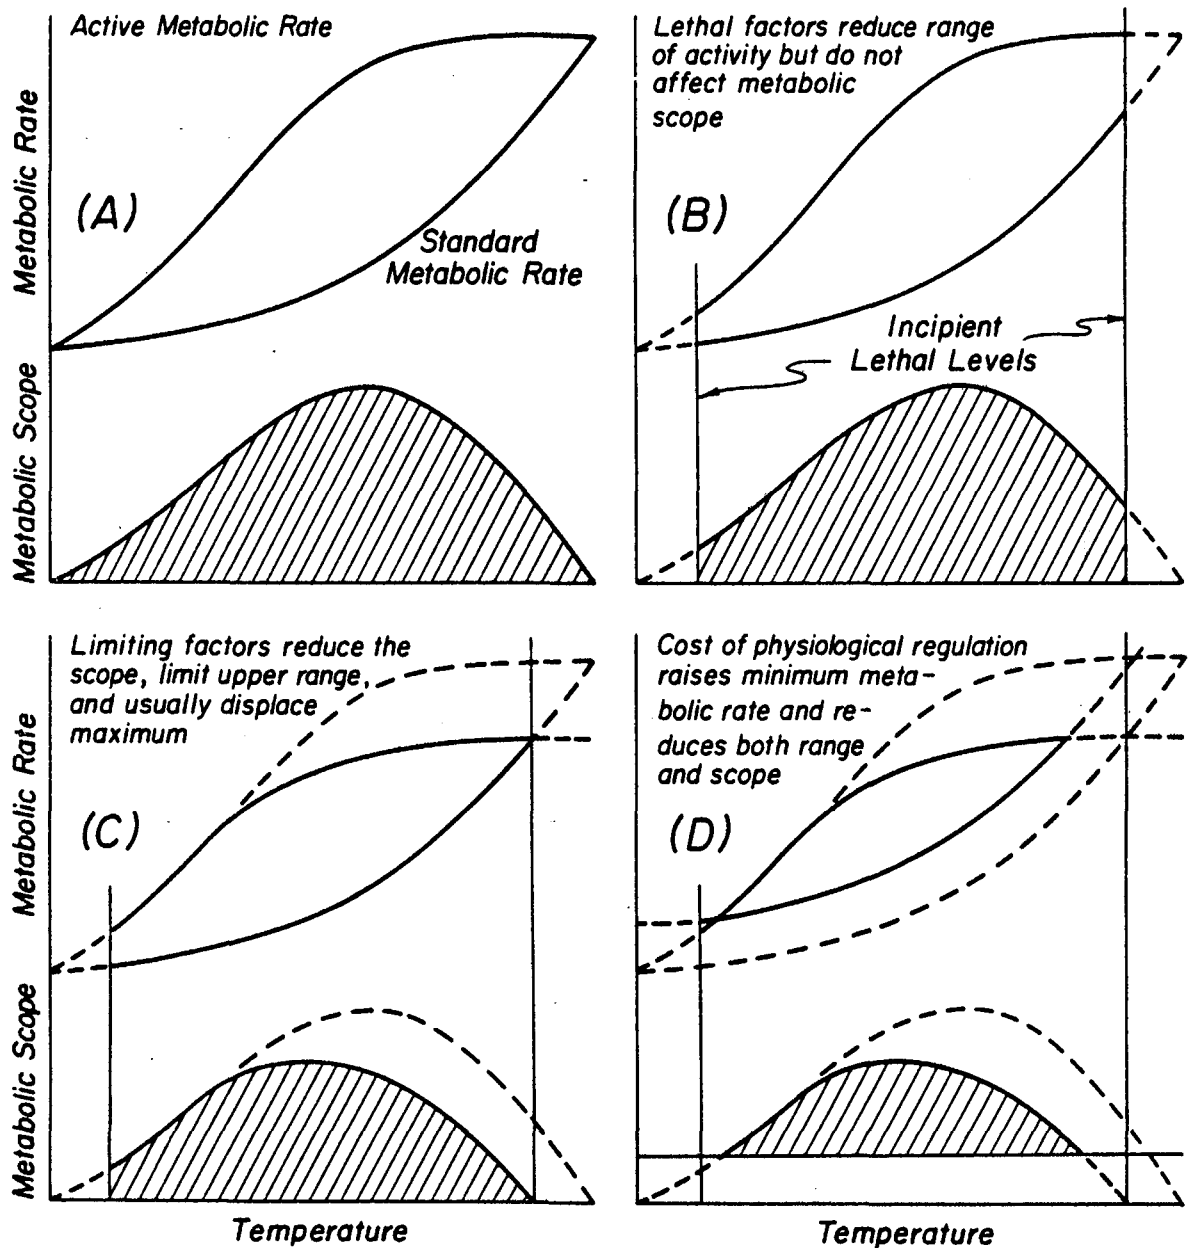 Active Metabolic Rate
Metabolic Rate
(A)
Standard
Metabolic Rate
Metabolic Scope
Lethal factors reduce range
of activity but do not
affect metabolic
scope
(B)
Incipient
Lethal Levels
Limiting factors reduce the
scope, limit upper range,
and usually displace
maximum
Metabolic Rate
(C)
Metabolic Scope
Temperature
Cost of physiological regulation
raises minimum meta-
bolic rate and re-
duces both range
and scope
(D)
Temperature